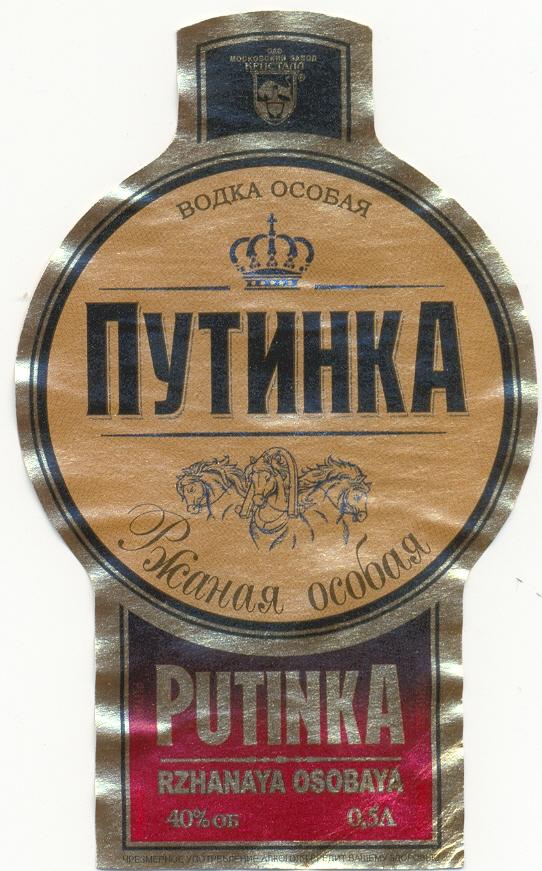 ОАО
МОСКОВСКИЙ ЗАВОД
КРИСТАЛЛ
®
ВОДКА ОСОБАЯ
ПУТИНКА
Ржаная особая
PUTINKA
RZHANAYA OSOBAYA
40% ОБ 0,5Л
ЧРЕЗМЕРНОЕ УПОТРЕБЛЕНИЕ АЛКОГОЛЯ ВРЕДИТ ВАШЕМУ ЗДОРОВЬЮ